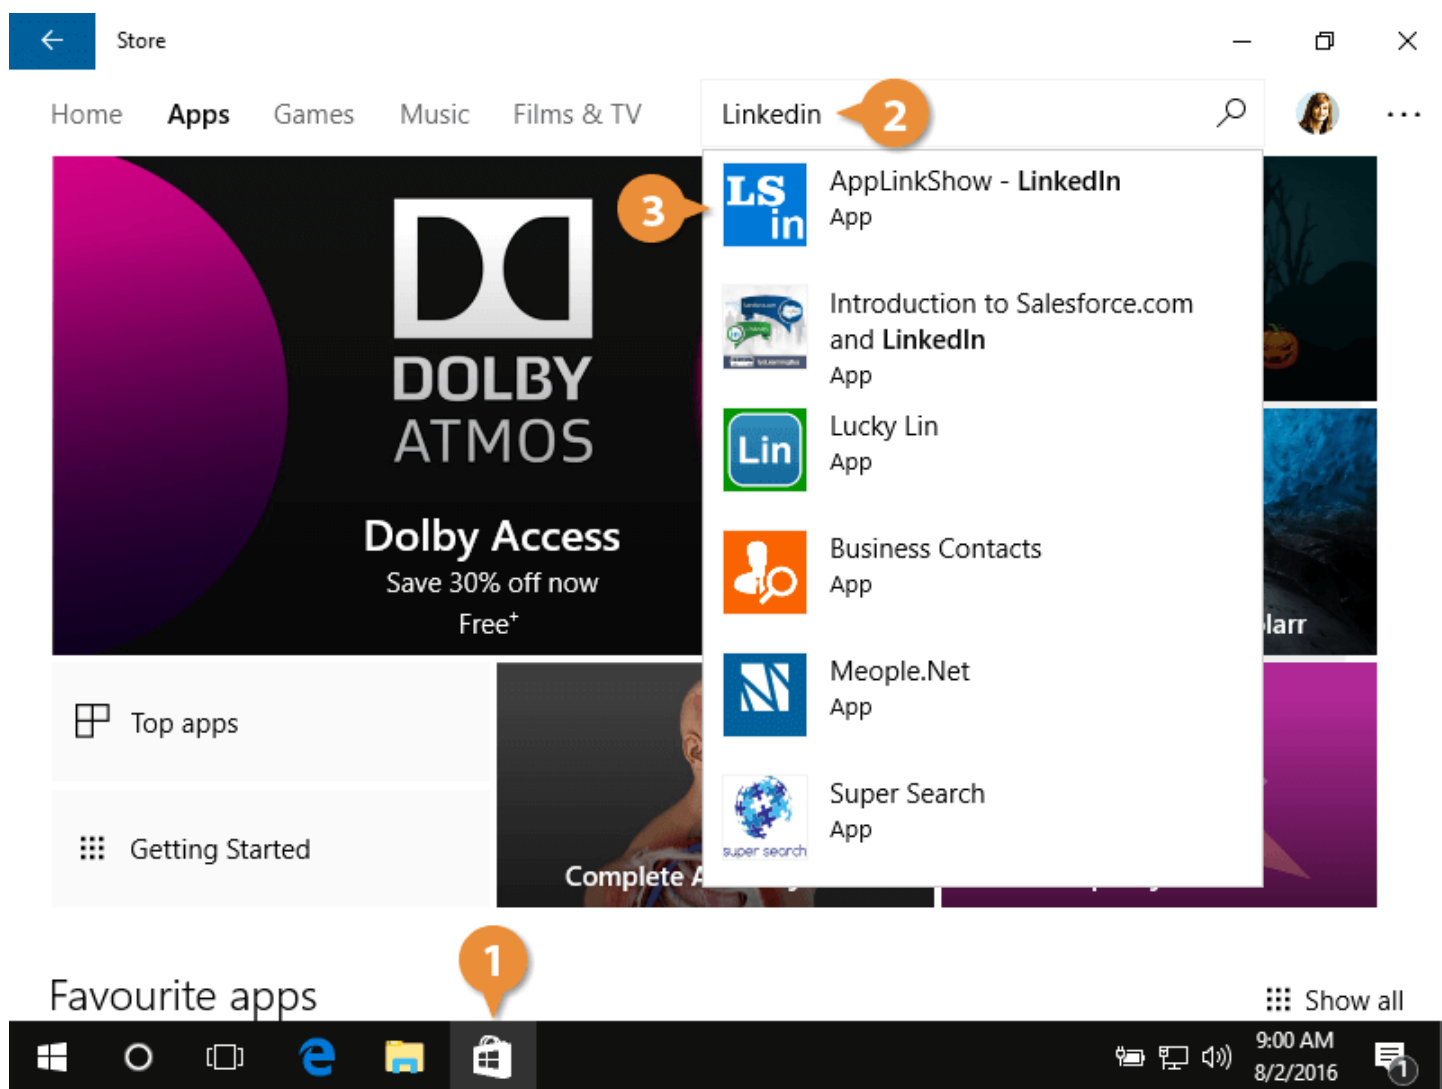 Store
Home Apps Games Music Films & TV
Linkedin
2
3
LS
in
AppLinkShow - LinkedIn
App
Introduction to Salesforce.com
and LinkedIn
App
Lin
Lucky Lin
App
Business Contacts
App
Meople.Net
App
super search
Super Search
App
DOLBY
ATMOS
Dolby Access
Save 30% off now
Free+
larr
Top apps
Getting Started
Complete A
1
Favourite apps
Show all
9:00 AM
8/2/2016
1